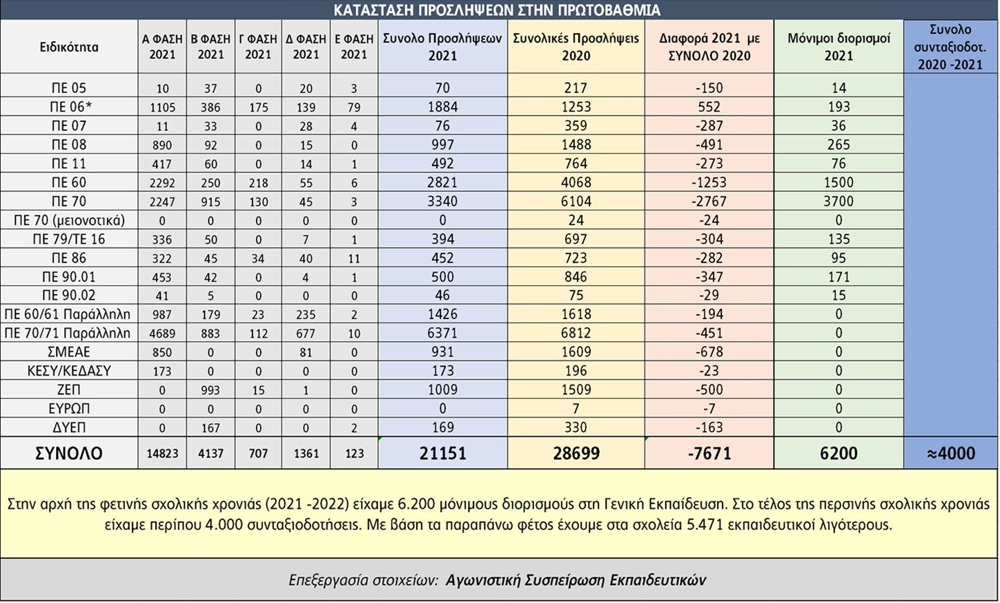 ΚΑΤΑΣΤΑΣΗ ΠΡΟΣΛΗΨΕΩΝ ΣΤΗΝ ΠΡΩΤΟΒΑΘΜΙΑ
Ειδικότητα Α ΦΑΣΗ 2021 Β ΦΑΣΗ 2021 Γ ΦΑΣΗ 2021 Δ ΦΑΣΗ 2021 Ε ΦΑΣΗ 2021 Συνολο Προσλήψεων 2021 Συνολικές Προσλήψεις 2020 Διαφορά 2021 με ΣΥΝΟΛΟ 2020 Μόνιμοι διορισμοί 2021 Συνολο συνταξιοδοτ. 2020 -2021
ΠΕ 05 10 37 0 20 3 70 217 -150 14
ΠΕ 06* 1105 386 175 139 79 1884 1253 552 193
ΠΕ 07 11 33 0 28 4 76 359 -287 36
ΠΕ 08 890 92 0 15 0 997 1488 -491 265
ΠΕ 11 417 60 0 14 1 492 764 -273 76
ΠΕ 60 2292 250 218 55 6 2821 4068 -1253 1500
ΠΕ 70 2247 915 130 45 3 3340 6104 -2767 3700
ΠΕ 70 (μειονοτικά) 0 0 0 0 0 0 24 -24 0
ΠΕ 79/ΤΕ 16 336 50 0 7 1 394 697 -304 135
ΠΕ 86 322 45 34 40 11 452 723 -282 95
ΠΕ 90.01 453 42 0 4 1 500 846 -347 171
ΠΕ 90.02 41 5 0 0 0 46 75 -29 15
ΠΕ 60/61 Παράλληλη 987 179 23 235 2 1426 1618 -194 0
ΠΕ 70/71 Παράλληλη 4689 883 112 677 10 6371 6812 -451 0
ΣΜΕΑΕ 850 0 0 81 0 931 1609 -678 0
ΚΕΣΥ/ΚΕΔΑΣΥ 173 0 0 0 0 173 196 -23 0
ΖΕΠ 0 993 15 1 0 1009 1509 -500 0
ΕΥΡΩΠ 0 0 0 0 0 0 7 -7 0
ΔΥΕΠ 0 167 0 0 2 169 330 -163 0
ΣΥΝΟΛΟ 14823 4137 707 1361 123 21151 28699 -7671 6200 ≈4000
Στην αρχή της φετινής σχολικής χρονιάς (2021 -2022) είχαμε 6.200 μόνιμους διορισμούς στη Γενική Εκπαίδευση. Στο τέλος της περσινής σχολικής χρονιάς
είχαμε περίπου 4.000 συνταξιοδοτήσεις. Με βάση τα παραπάνω φέτος έχουμε στα σχολεία 5.471 εκπαιδευτικοί λιγότερους.
Επεξεργασία στοιχείων: Αγωνιστική Συσπείρωση Εκπαιδευτικών